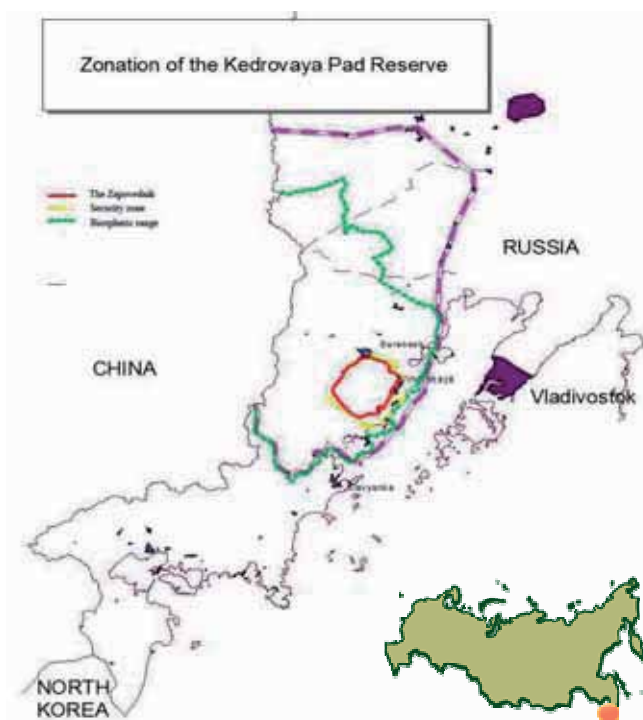 Zonation of the Kedrovaya Pad Reserve
The Zapovednik
Security zone
Biospheric range
RUSSIA
CHINA
Vladivostok
NORTH
KOREA